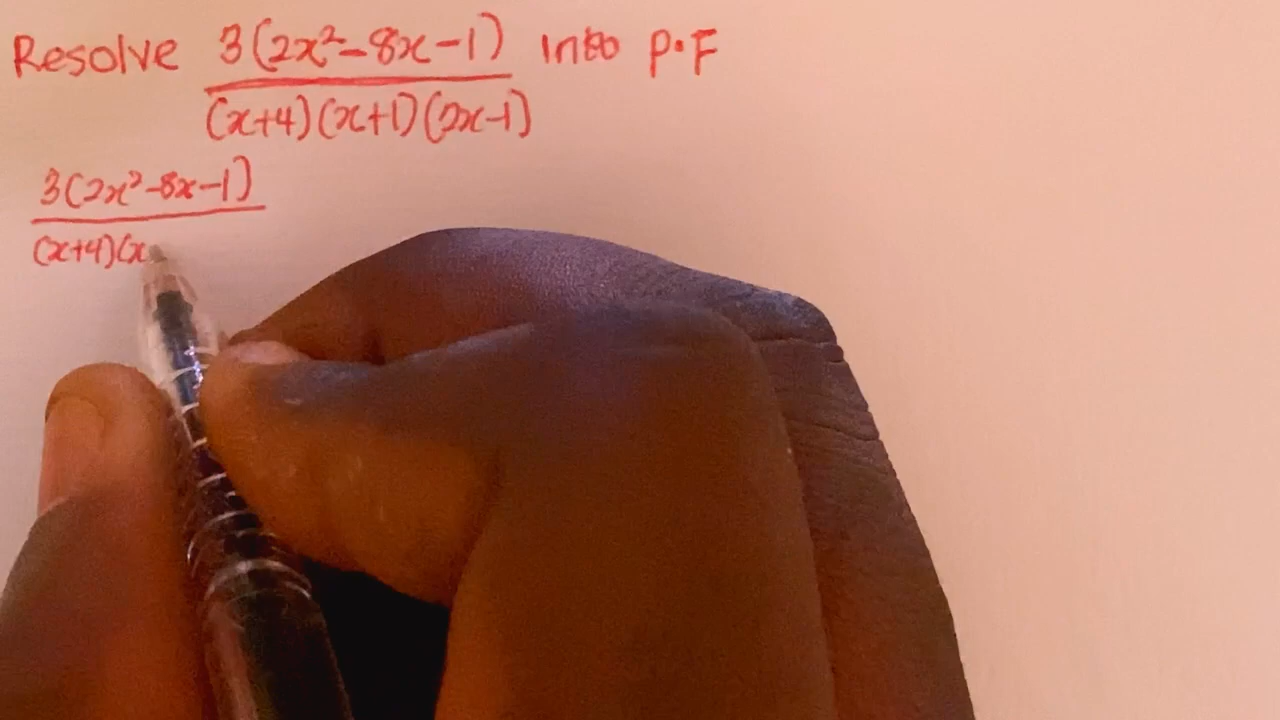 Resolve 3(2x²-8x-1) into P.F
(x+4)(x+1)(2x-1)
3(2x²-8x-1)
(x+4)(x